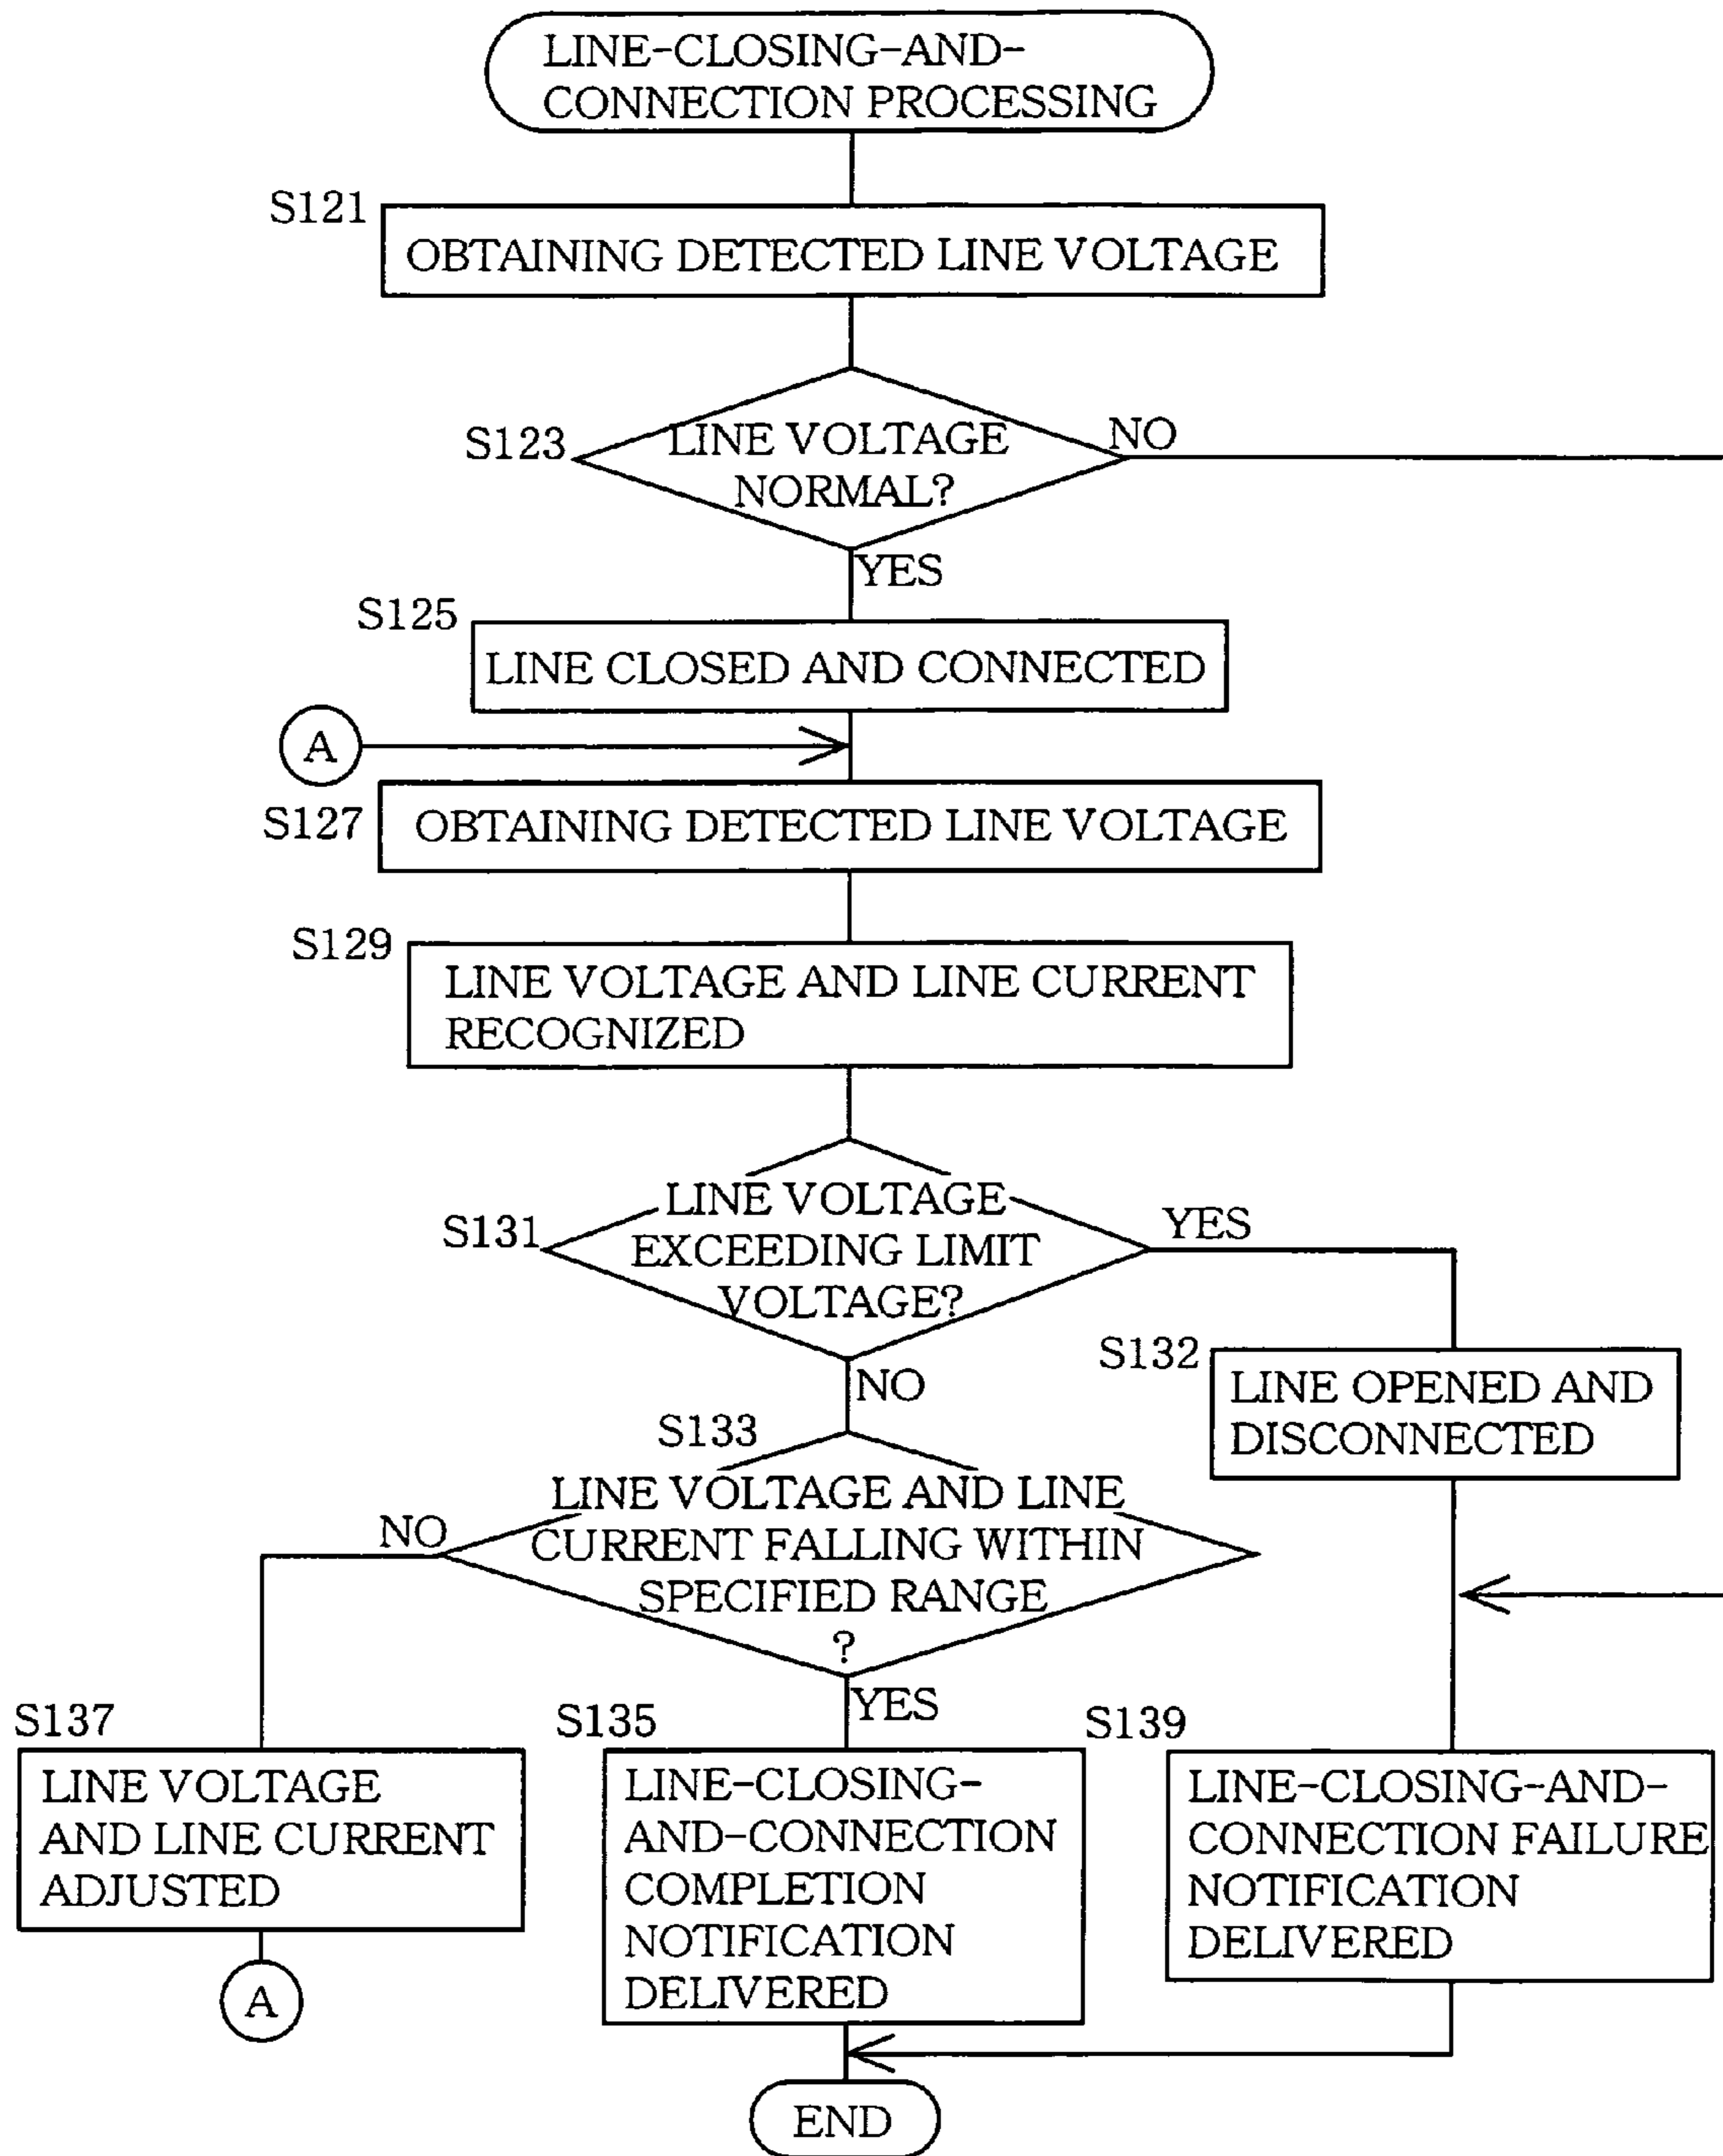 LINE-CLOSING-AND-
CONNECTION PROCESSING
S121
OBTAINING DETECTED LINE VOLTAGE
S123
LINE VOLTAGE
NORMAL?
NO
YES
S125
LINE CLOSED AND CONNECTED
A
S127
OBTAINING DETECTED LINE VOLTAGE
S129
LINE VOLTAGE AND LINE CURRENT
RECOGNIZED
S131
LINE VOLTAGE
EXCEEDING LIMIT
VOLTAGE?
YES
NO
S132
LINE OPENED AND
DISCONNECTED
S133
LINE VOLTAGE AND LINE
CURRENT FALLING WITHIN
SPECIFIED RANGE
?
NO
YES
S137
LINE VOLTAGE
AND LINE CURRENT
ADJUSTED
A
S135
LINE-CLOSING-
AND-CONNECTION
COMPLETION
NOTIFICATION
DELIVERED
S139
LINE-CLOSING-AND-
CONNECTION FAILURE
NOTIFICATION
DELIVERED
END